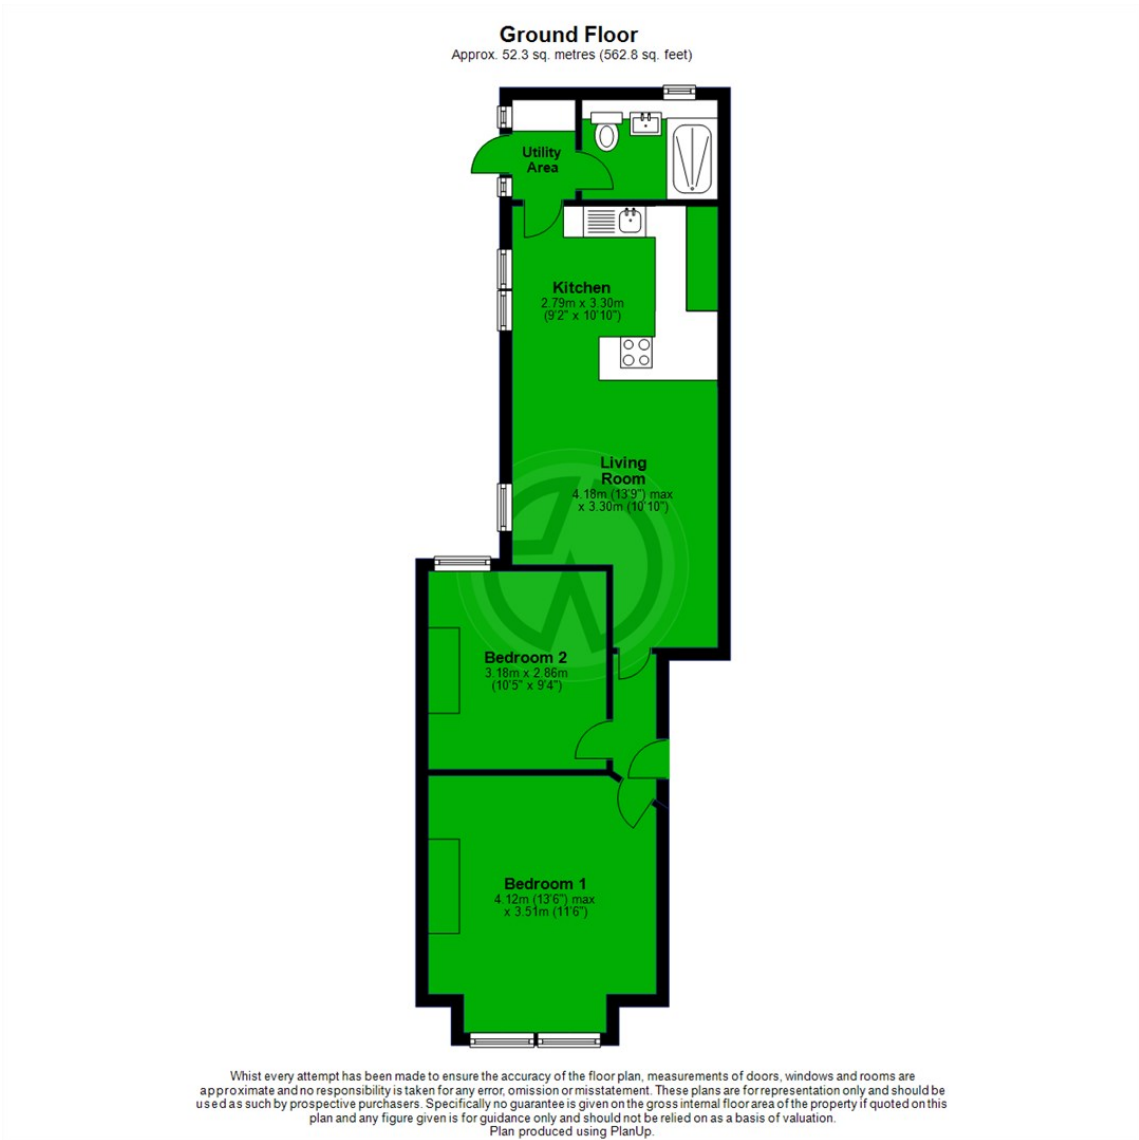 Ground Floor
Approx. 52.3 sq. metres (562.8 sq. feet)
Utility
Area
Kitchen
2.79m x 3.30m
(9'2" x 10'10")
Living
Room
4.18m (13'9") max
x 3.30m (10'10")
Bedroom 2
3.18m x 2.86m
(10'5" x 9'4")
Bedroom 1
4.12m (13'6") max
x 3.51m (11'6")
Whilst every attempt has been made to ensure the accuracy of the floor plan, measurements of doors, windows and rooms are
approximate and no responsibility is taken for any error, omission or misstatement. These plans are for representation only and should be
used as such by prospective purchasers. Specifically no guarantee is given on the gross internal floor area of the property if quoted on this
plan and any figure given is for guidance only and should not be relied on as a basis of valuation.
Plan produced using PlanUp.